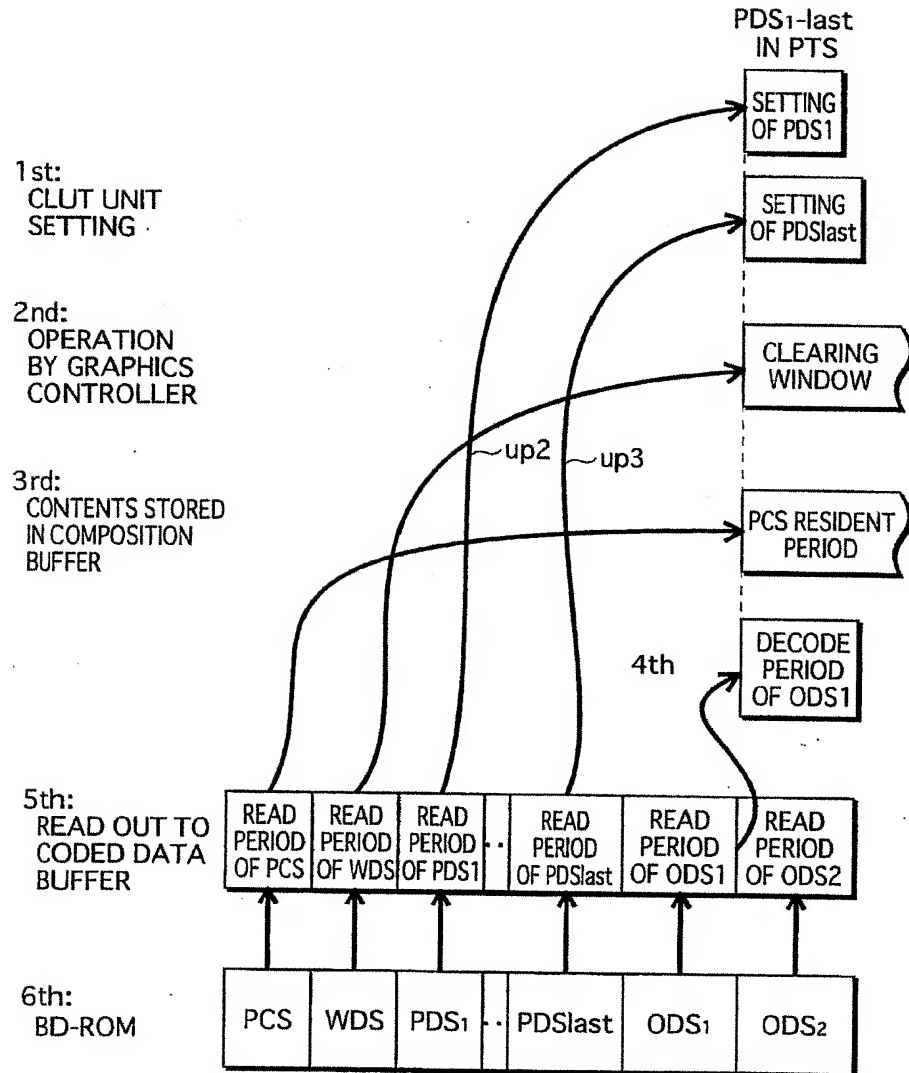 PDS1-last
IN PTS
SETTING
OF PDS1
1st:
CLUT UNIT
SETTING
SETTING
OF PDSlast
2nd:
OPERATION
BY GRAPHICS
CONTROLLER
CLEARING
WINDOW
up2
up3
3rd:
CONTENTS STORED
IN COMPOSITION
BUFFER
PCS RESIDENT
PERIOD
4th
DECODE
PERIOD
OF ODS1
5th:
READ OUT TO
CODED DATA
BUFFER
READ
PERIOD
OF PCS
READ
PERIOD
OF WDS
READ
PERIOD
OF PDS1
··
READ
PERIOD
OF PDSlast
READ
PERIOD
OF ODS1
READ
PERIOD
OF ODS2
6th:
BD-ROM
PCS
WDS
PDS1
··
PDSlast
ODS1
ODS2